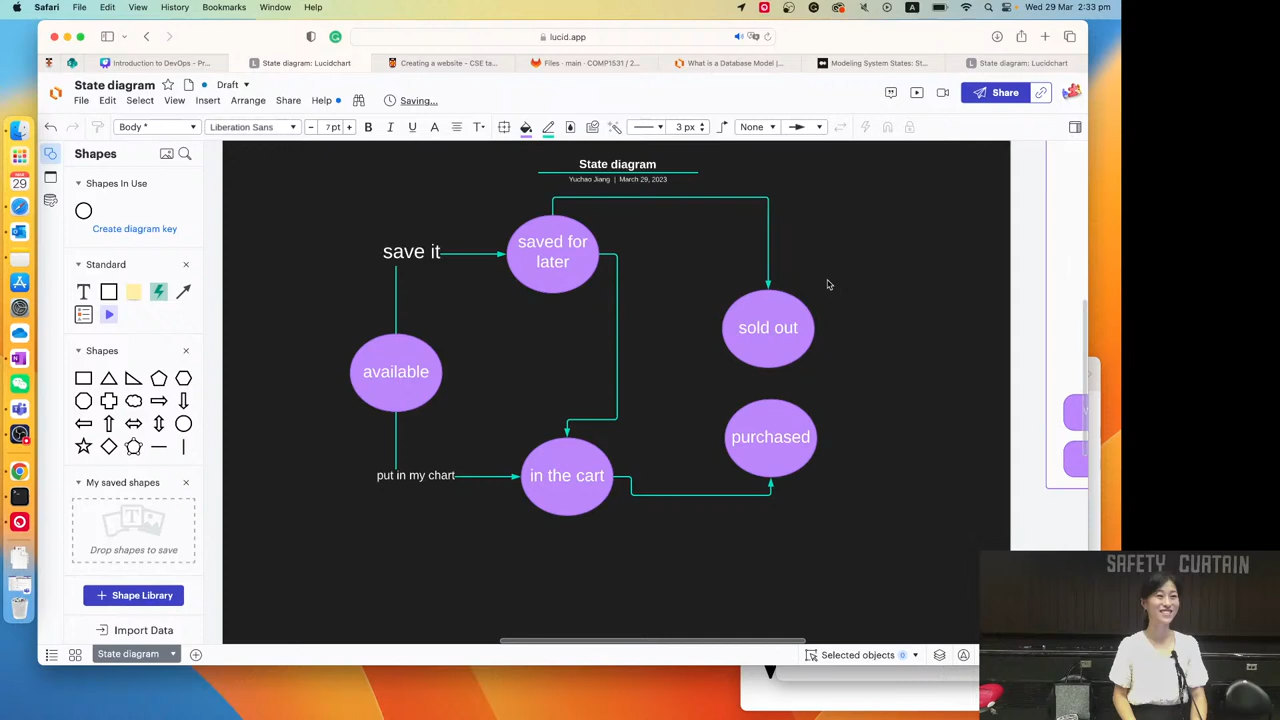 Safari File Edit View History Bookmarks Window Help
Wed 29 Mar 2:33 pm
lucid.app
Introduction to DevOps - Pr...
State diagram: Lucidchart
Creating a website - CSE ta...
Files · main · COMP1531 / 2...
What is a Database Model |...
Modeling System States: St...
State diagram: Lucidchart
State diagram
Draft
File Edit Select View Insert Arrange Share Help
Saving...
Share
Body *
Liberation Sans
7 pt
B I U A T
3 px
None
Shapes
Shapes In Use
Create diagram key
Standard
T
Shapes
My saved shapes
Drop shapes to save
+ Shape Library
Import Data
State diagram
Yuchao Jiang | March 29, 2023
save it
saved for
later
sold out
available
purchased
put in my chart
in the cart
State diagram
Selected objects 0
SAFETY CURTAIN